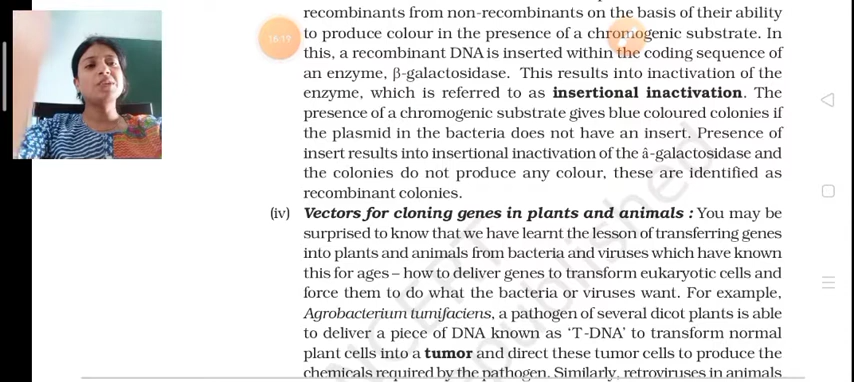 recombinants from non-recombinants on the basis of their ability
to produce colour in the presence of a chromogenic substrate. In
this, a recombinant DNA is inserted within the coding sequence of
an enzyme, β-galactosidase. This results into inactivation of the
enzyme, which is referred to as insertional inactivation. The
presence of a chromogenic substrate gives blue coloured colonies if
the plasmid in the bacteria does not have an insert. Presence of
insert results into insertional inactivation of the â-galactosidase and
the colonies do not produce any colour, these are identified as
recombinant colonies.
(iv) Vectors for cloning genes in plants and animals : You may be
surprised to know that we have learnt the lesson of transferring genes
into plants and animals from bacteria and viruses which have known
this for ages – how to deliver genes to transform eukaryotic cells and
force them to do what the bacteria or viruses want. For example,
Agrobacterium tumifaciens, a pathogen of several dicot plants is able
to deliver a piece of DNA known as ‘T-DNA’ to transform normal
plant cells into a tumor and direct these tumor cells to produce the
chemicals required by the pathogen. Similarly, retroviruses in animals
16:19
NCERT
published